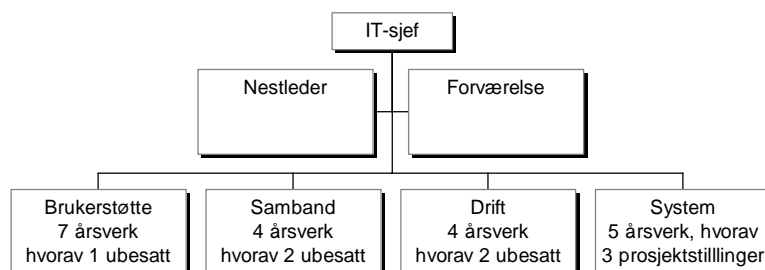 IT-sjef
Nestleder
Forværelse
Brukerstøtte
7 årsverk
hvorav 1 ubesatt
Samband
4 årsverk
hvorav 2 ubesatt
Drift
4 årsverk
hvorav 2 ubesatt
System
5 årsverk, hvorav
3 prosjektstilllinger